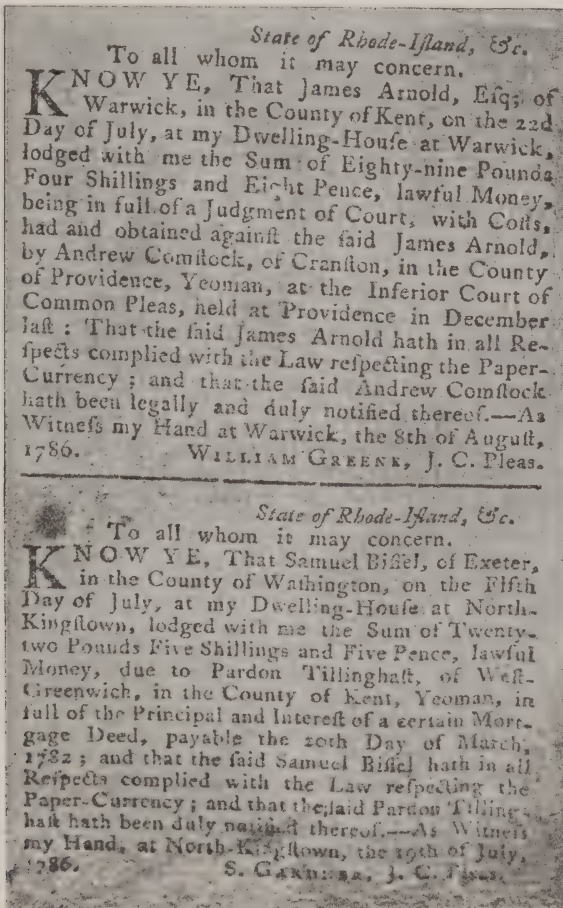 State of Rhode-Iſland, &c.
To all whom it may concern.
KNOW YE, That James Arnold, Eſq; of
Warwick, in the County of Kent, on the 22d
Day of July, at my Dwelling-Houſe at Warwick,
lodged with me the Sum of Eighty-nine Pounds
Four Shillings and Eight Pence, lawful Money,
being in full of a Judgment of Court, with Coſts,
had and obtained againſt the ſaid James Arnold,
by Andrew Comſtock, of Cranſton, in the County
of Providence, Yeoman, at the Inferior Court of
Common Pleas, held at Providence in December
laſt : That the ſaid James Arnold hath in all Re-
ſpects complied with the Law reſpecting the Paper-
Currency ; and that the ſaid Andrew Comſtock
hath been legally and duly notified thereof.—As
Witneſs my Hand at Warwick, the 8th of Auguſt,
1786. WILLIAM GREENE, J. C. Pleas.
State of Rhode-Iſland, &c.
To all whom it may concern.
KNOW YE, That Samuel Biſſel, of Exeter,
in the County of Waſhington, on the Fifth
Day of July, at my Dwelling-Houſe at North-
Kingſtown, lodged with me the Sum of Twenty-
two Pounds Five Shillings and Five Pence, lawful
Money, due to Pardon Tillinghaſt, of Weſt-
Greenwich, in the County of Kent, Yeoman, in
full of the Principal and Intereſt of a certain Mort-
gage Deed, payable the 20th Day of March,
1782 ; and that the ſaid Samuel Biſſel hath in all
Reſpects complied with the Law reſpecting the
Paper-Currency ; and that the ſaid Pardon Tilling-
haſt hath been duly notified thereof.—As Witneſs
my Hand, at North-Kingſtown, the 19th of July,
1786. S. GARDNER, J. C. Pleas.